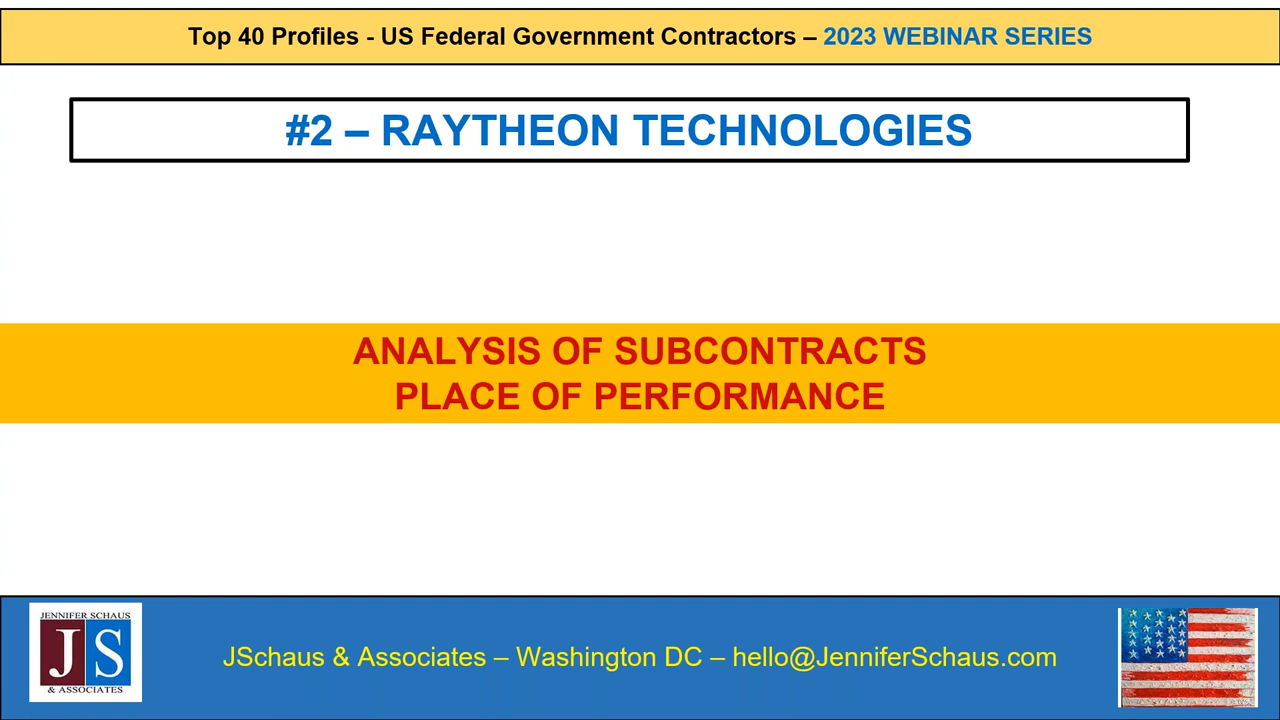 Top 40 Profiles - US Federal Government Contractors – 2023 WEBINAR SERIES
#2 – RAYTHEON TECHNOLOGIES
ANALYSIS OF SUBCONTRACTS
PLACE OF PERFORMANCE
JENNIFER SCHAUS
JS
& ASSOCIATES
JSchaus & Associates – Washington DC – hello@JenniferSchaus.com